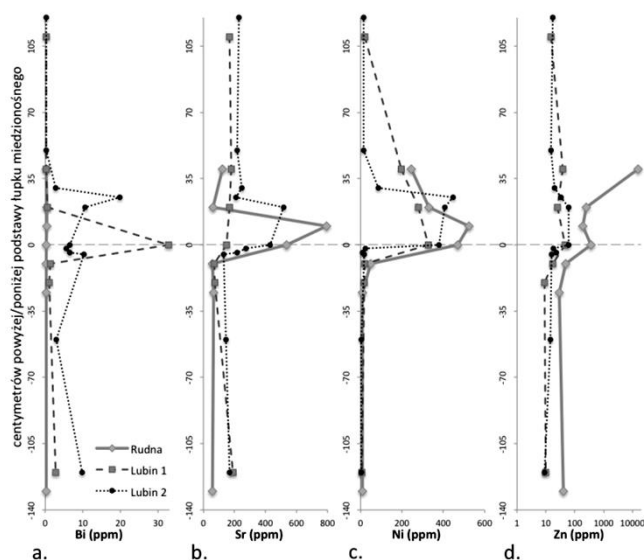 centymetrów powyżej/poniżej podstawy łupku miedzionośnego
105
70
35
0
-35
-70
-105
-140
105
70
35
0
-35
-70
-105
-140
105
70
35
0
-35
-70
-105
-140
105
70
35
0
-35
-70
-105
-140
Rudna
Lubin 1
Lubin 2
0 10 20 30
0 200 400 600 800
0 200 400 600
1 10 100 1000 10000
a. Bi (ppm)
b. Sr (ppm)
c. Ni (ppm)
d. Zn (ppm)